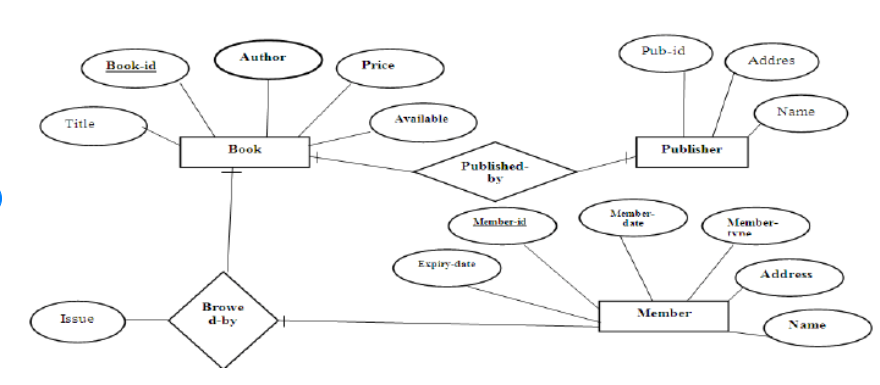 Pub-id
Author
Book-id
Price
Addres
Title
Available
Name
Book
Publisher
Published-
by
Member-id
Member-
date
Member-
type
Expiry-date
Address
Browe
d-by
Issue
Member
Name